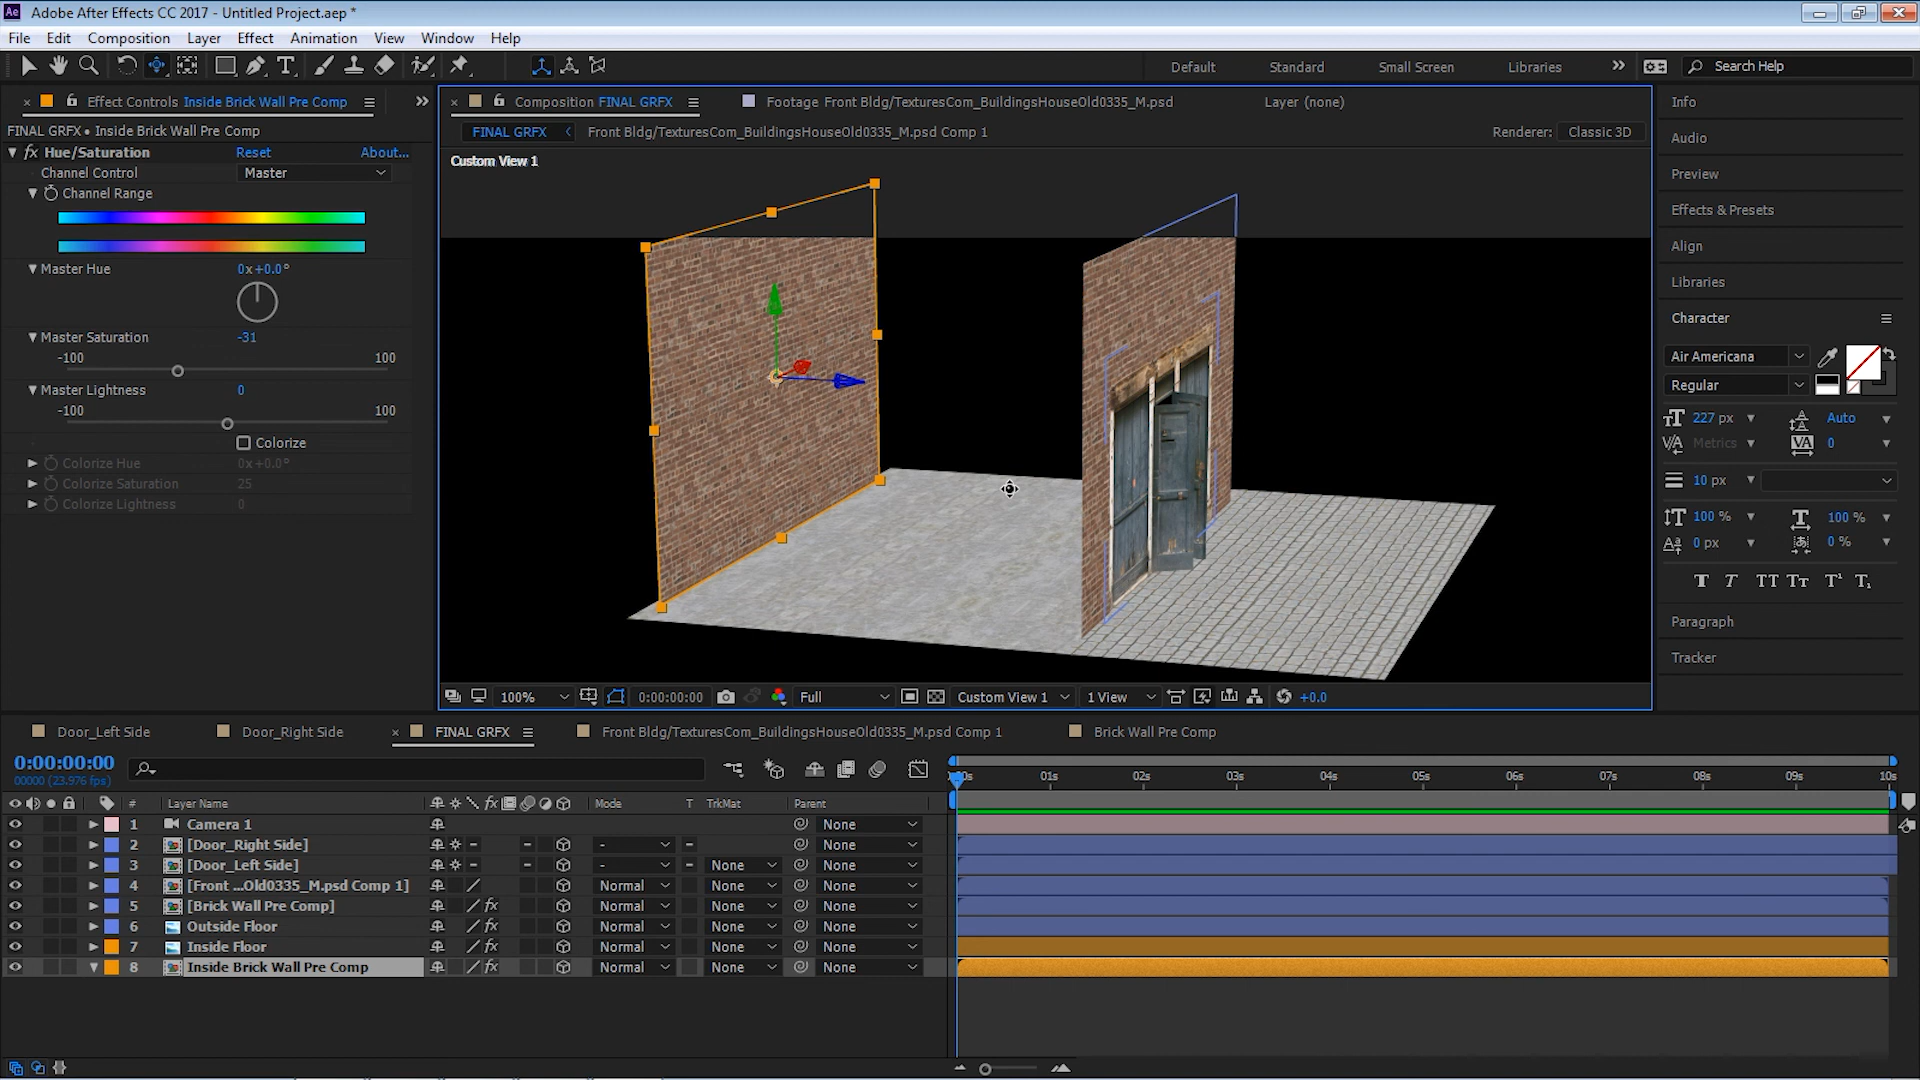 Adobe After Effects CC 2017 - Untitled Project.aep *
File Edit Composition Layer Effect Animation View Window Help
Default Standard Small Screen Libraries Search Help
Effect Controls Inside Brick Wall Pre Comp
FINAL GRFX • Inside Brick Wall Pre Comp
fx Hue/Saturation Reset About...
Channel Control Master
Channel Range
Master Hue 0x+0.0°
Master Saturation -31
-100 100
Master Lightness 0
-100 100
Colorize
Colorize Hue 0x+0.0°
Colorize Saturation 25
Colorize Lightness 0
Composition FINAL GRFX Footage Front Bldg/TexturesCom_BuildingsHouseOld0335_M.psd Layer (none)
FINAL GRFX Front Bldg/TexturesCom_BuildingsHouseOld0335_M.psd Comp 1 Renderer: Classic 3D
Custom View 1
100% 0:00:00:00 Full Custom View 1 1 View +0.0
Info
Audio
Preview
Effects & Presets
Align
Libraries
Character
Air Americana
Regular
227 px Auto
Metrics 0
10 px
100 % 100 %
0 px 0 %
Paragraph
Tracker
Door_Left Side Door_Right Side FINAL GRFX Front Bldg/TexturesCom_BuildingsHouseOld0335_M.psd Comp 1 Brick Wall Pre Comp
0:00:00:00
00000 (23.976 fps)
01s 02s 03s 04s 05s 06s 07s 08s 09s 10s
# Layer Name Mode T TrkMat Parent
1 Camera 1 None
2 [Door_Right Side] - None
3 [Door_Left Side] - None None
4 [Front ...Old0335_M.psd Comp 1] Normal None None
5 [Brick Wall Pre Comp] fx Normal None None
6 Outside Floor fx Normal None None
7 Inside Floor fx Normal None None
8 Inside Brick Wall Pre Comp fx Normal None None